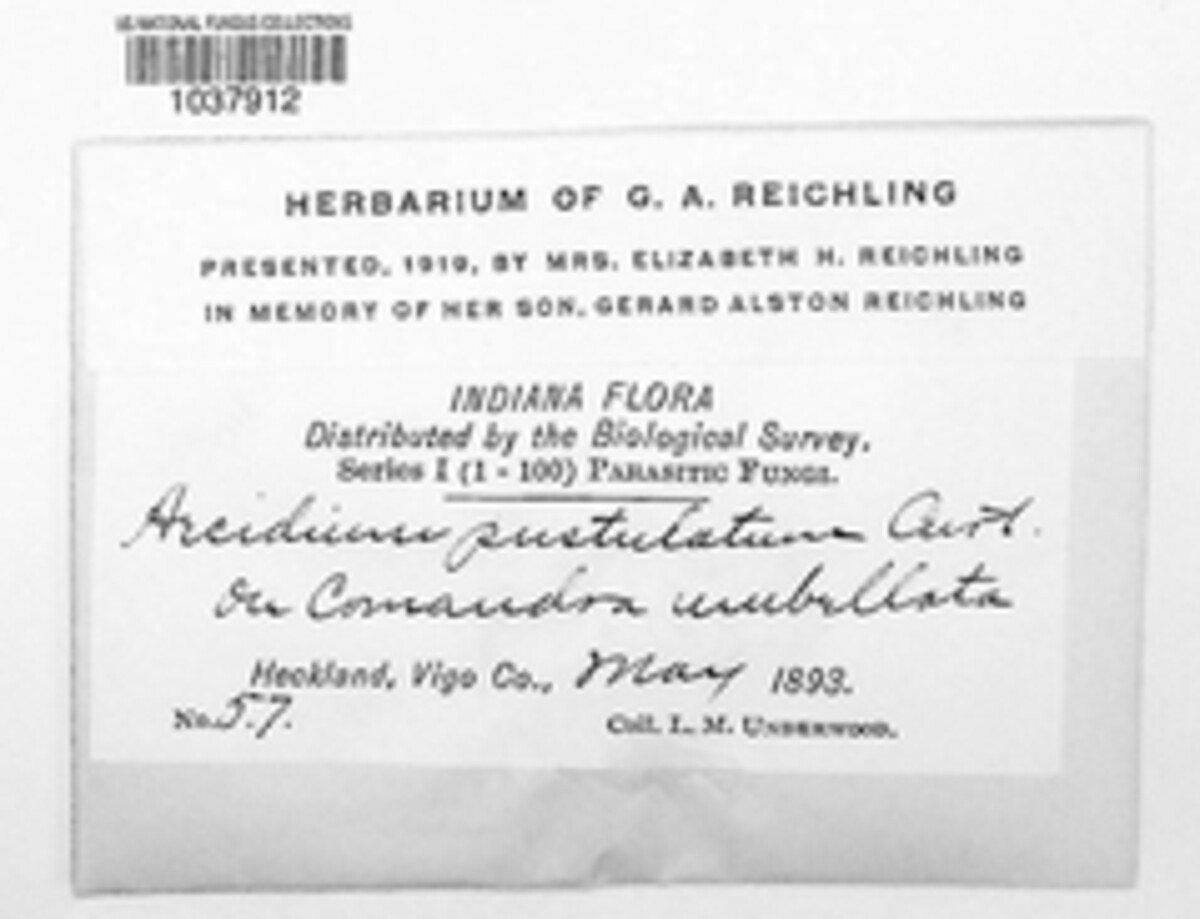 US NATIONAL FUNGUS COLLECTIONS
1037912
HERBARIUM OF G. A. REICHLING
PRESENTED, 1919, BY MRS. ELIZABETH H. REICHLING
IN MEMORY OF HER SON, GERARD ALSTON REICHLING
INDIANA FLORA
Distributed by the Biological Survey.
Series I (1 - 100) PARASITIC FUNGI.
Aecidium pustulatum Curt.
on Comandra umbellata
Heckland, Vigo Co., May 1893.
No. 57.
Coll. L. M. UNDERWOOD.